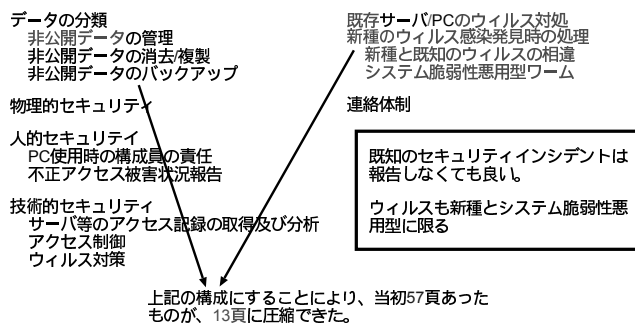 データの分類
非公開データの管理
非公開データの消去/複製
非公開データのバックアップ
物理的セキュリティ
人的セキュリテイ
PC使用時の構成員の責任
不正アクセス被害状況報告
技術的セキュリティ
サーバ等のアクセス記録の取得及び分析
アクセス制御
ウィルス対策
既存サーバ/PCのウィルス対処
新種のウィルス感染発見時の処理
新種と既知のウィルスの相違
システム脆弱性悪用型ワーム
連絡体制
既知のセキュリティインシデントは
報告しなくても良い。
ウィルスも新種とシステム脆弱性悪
用型に限る
上記の構成にすることにより、当初57頁あった
ものが、13頁に圧縮できた。